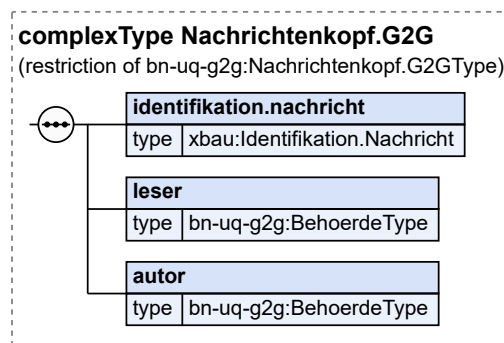 complexType Nachrichtenkopf.G2G
(restriction of bn-uq-g2g:Nachrichtenkopf.G2GType)
identifikation.nachricht
type xbau:Identifikation.Nachricht
leser
type bn-uq-g2g:BehoerdeType
autor
type bn-uq-g2g:BehoerdeType